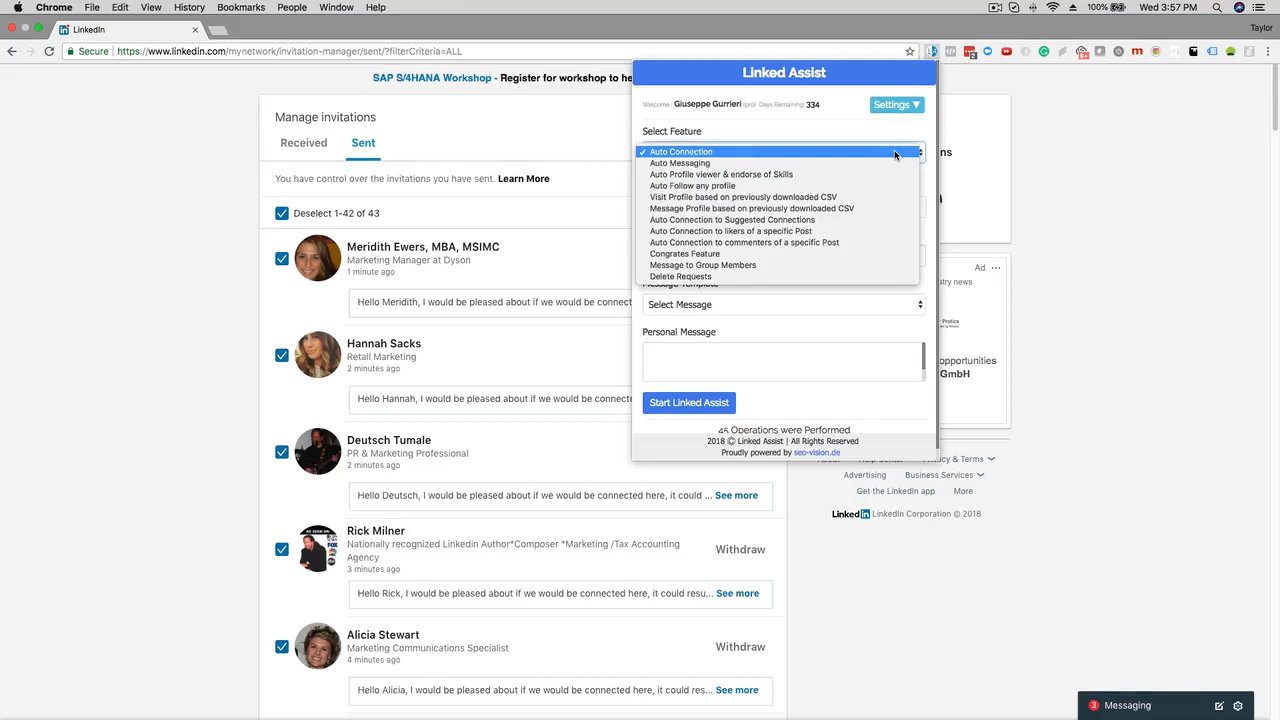 Chrome File Edit View History Bookmarks People Window Help
100% Wed 3:57 PM
LinkedIn
Taylor
Secure https://www.linkedin.com/mynetwork/invitation-manager/sent/?filterCriteria=ALL
SAP S/4HANA Workshop - Register for workshop to he
Manage invitations
Received Sent
You have control over the invitations you have sent. Learn More
Deselect 1-42 of 43
Meridith Ewers, MBA, MSIMC
Marketing Manager at Dyson
1 minute ago
Hello Meridith, I would be pleased about if we would be connect
Hannah Sacks
Retail Marketing
2 minutes ago
Hello Hannah, I would be pleased about if we would be connecte
Deutsch Tumale
PR & Marketing Professional
2 minutes ago
Hello Deutsch, I would be pleased about if we would be connected here, it could ... See more
Rick Milner
Nationally recognized Linkedin Author*Composer *Marketing /Tax Accounting
Agency
3 minutes ago
Withdraw
Hello Rick, I would be pleased about if we would be connected here, it could resu... See more
Alicia Stewart
Marketing Communications Specialist
4 minutes ago
Withdraw
Hello Alicia, I would be pleased about if we would be connected here, it could res... See more
Linked Assist
Welcome : Giuseppe Gurrieri (pro) Days Remaining: 334
Settings ▼
Select Feature
✓ Auto Connection
Auto Messaging
Auto Profile viewer & endorse of Skills
Auto Follow any profile
Visit Profile based on previously downloaded CSV
Message Profile based on previously downloaded CSV
Auto Connection to Suggested Connections
Auto Connection to likers of a specific Post
Auto Connection to commenters of a specific Post
Congrates Feature
Message to Group Members
Delete Requests
Message Template
Select Message
Personal Message
Start Linked Assist
45 Operations were Performed
2018 © Linked Assist | All Rights Reserved
Proudly powered by seo-vision.de
ns
Ad ...
stry news
opportunities
GmbH
About Help Center Privacy & Terms
Advertising Business Services
Get the LinkedIn app More
LinkedIn LinkedIn Corporation © 2018
3 Messaging